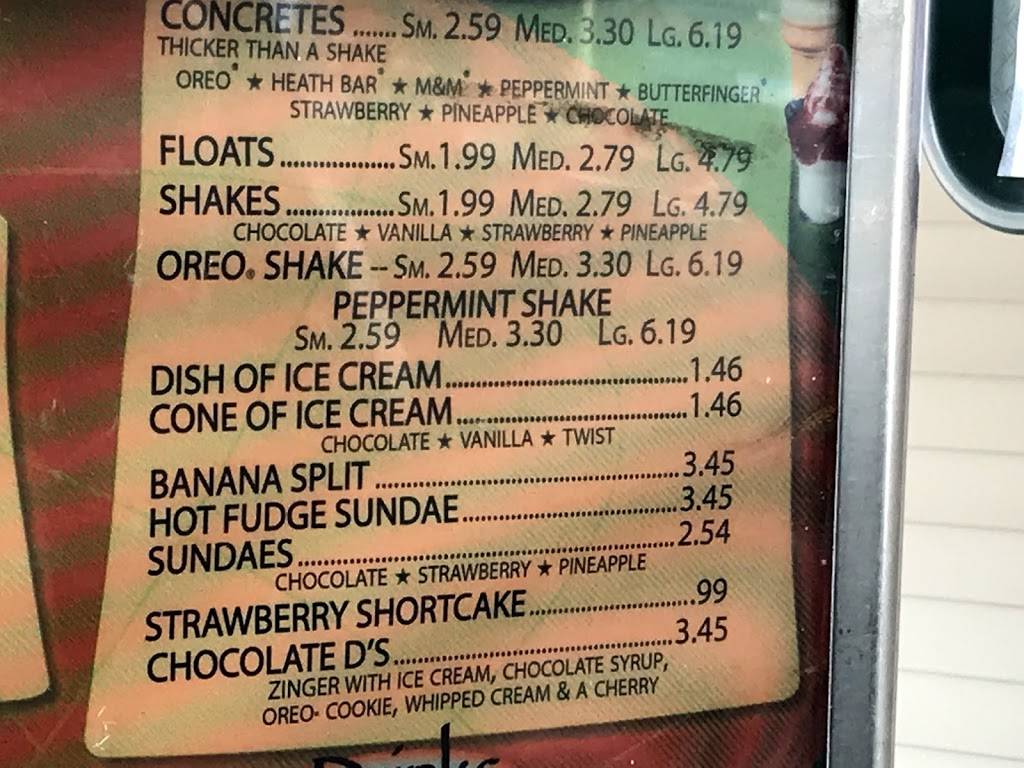 CONCRETES ....... SM. 2.59 MED. 3.30 LG. 6.19
THICKER THAN A SHAKE
OREO® ★ HEATH BAR® ★ M&M® ★ PEPPERMINT ★ BUTTERFINGER®
STRAWBERRY ★ PINEAPPLE ★ CHOCOLATE
FLOATS ................. SM. 1.99 MED. 2.79 LG. 4.79
SHAKES ................. SM. 1.99 MED. 2.79 LG. 4.79
CHOCOLATE ★ VANILLA ★ STRAWBERRY ★ PINEAPPLE
OREO® SHAKE -- SM. 2.59 MED. 3.30 LG. 6.19
PEPPERMINT SHAKE
SM. 2.59 MED. 3.30 LG. 6.19
DISH OF ICE CREAM ........................................ 1.46
CONE OF ICE CREAM ...................................... 1.46
CHOCOLATE ★ VANILLA ★ TWIST
BANANA SPLIT .................................................. 3.45
HOT FUDGE SUNDAE ..................................... 3.45
SUNDAES ............................................................. 2.54
CHOCOLATE ★ STRAWBERRY ★ PINEAPPLE
STRAWBERRY SHORTCAKE ............................ .99
CHOCOLATE D'S .............................................. 3.45
ZINGER WITH ICE CREAM, CHOCOLATE SYRUP,
OREO® COOKIE, WHIPPED CREAM & A CHERRY
Drinks